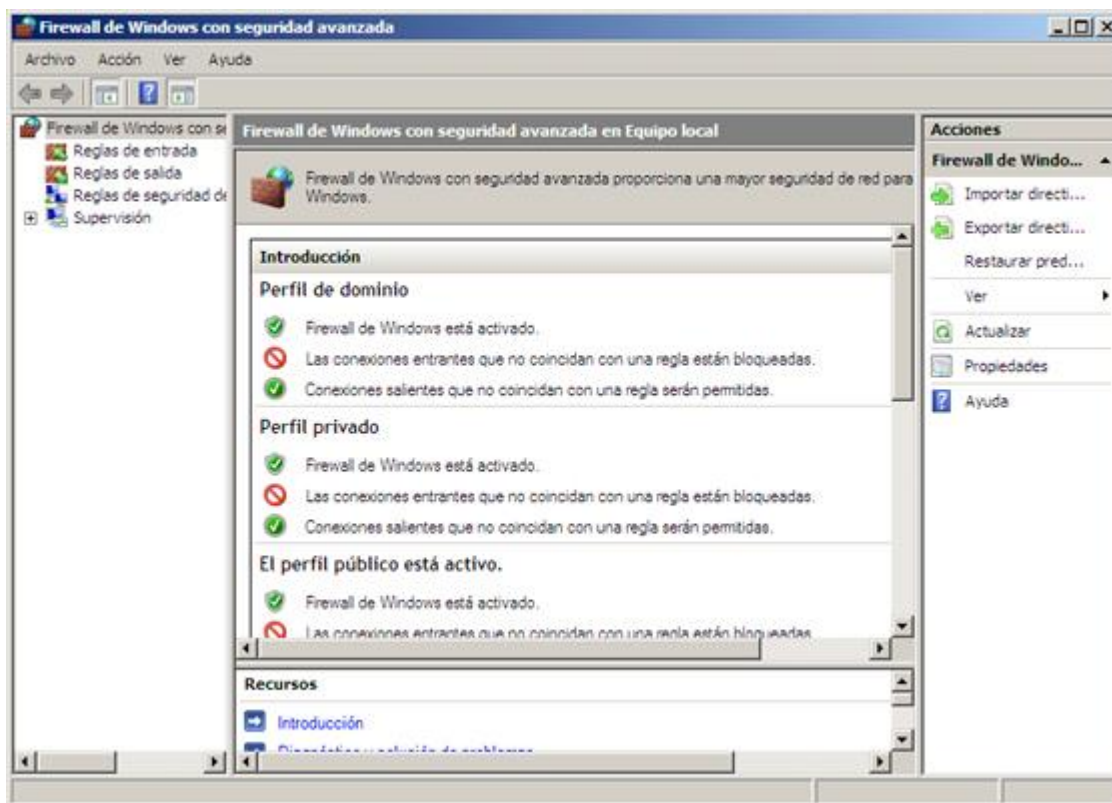 Firewall de Windows con seguridad avanzada
Archivo Acción Ver Ayuda
Firewall de Windows con se
Reglas de entrada
Reglas de salida
Reglas de seguridad de
Supervisión
Firewall de Windows con seguridad avanzada en Equipo local
Firewall de Windows con seguridad avanzada proporciona una mayor seguridad de red para
Windows.
Introducción
Perfil de dominio
Firewall de Windows está activado.
Las conexiones entrantes que no coincidan con una regla están bloqueadas.
Conexiones salientes que no coincidan con una regla serán permitidas.
Perfil privado
Firewall de Windows está activado.
Las conexiones entrantes que no coincidan con una regla están bloqueadas.
Conexiones salientes que no coincidan con una regla serán permitidas.
El perfil público está activo.
Firewall de Windows está activado.
Las conexiones entrantes que no coincidan con una regla están bloqueadas.
Recursos
Introducción
Diagnóstico y solución de problemas
Acciones
Firewall de Windo...
Importar directi...
Exportar directi...
Restaurar pred...
Ver
Actualizar
Propiedades
Ayuda